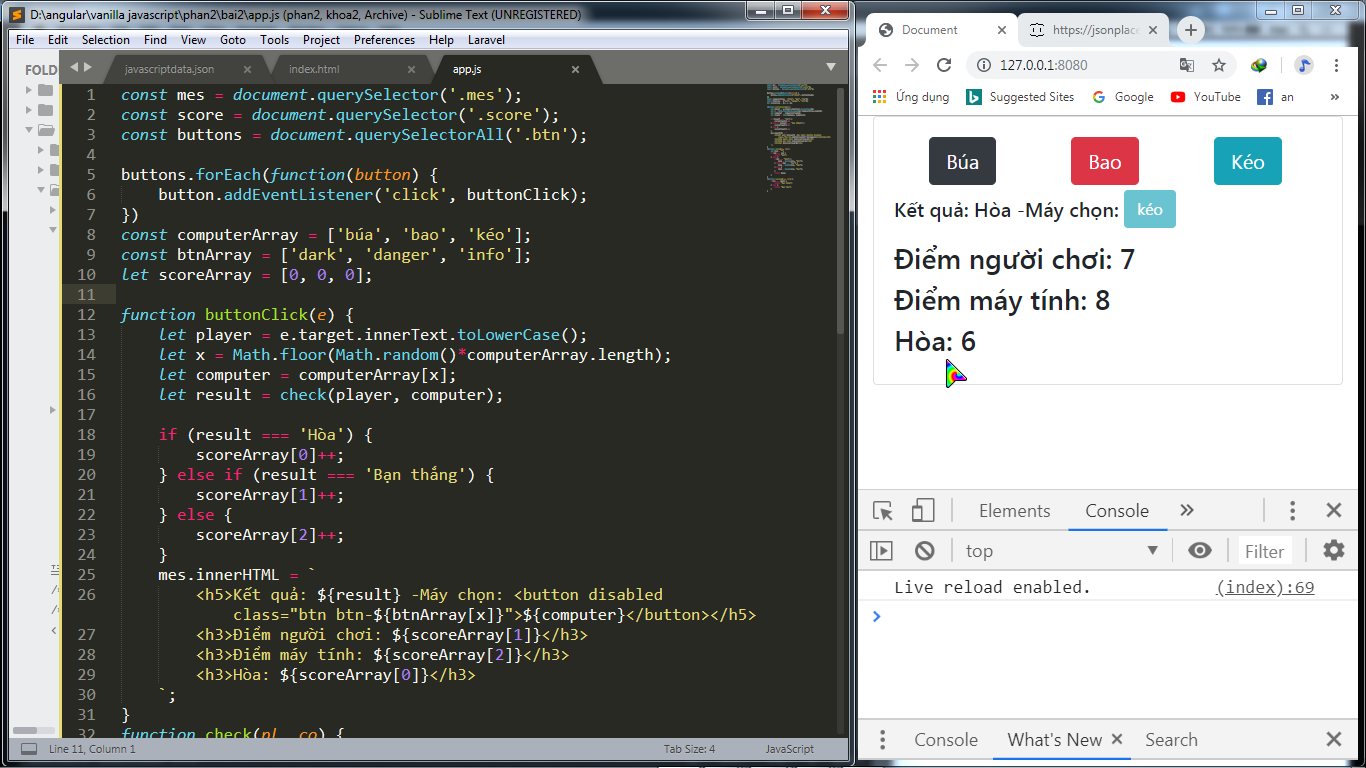 D:\angular\vanilla javascript\phan2\bai2\app.js (phan2, khoa2, Archive) - Sublime Text (UNREGISTERED)
File Edit Selection Find View Goto Tools Project Preferences Help Laravel
FOLD
javascriptdata.json index.html app.js
1 const mes = document.querySelector('.mes');
2 const score = document.querySelector('.score');
3 const buttons = document.querySelectorAll('.btn');
4
5 buttons.forEach(function(button) {
6 button.addEventListener('click', buttonClick);
7 })
8 const computerArray = ['búa', 'bao', 'kéo'];
9 const btnArray = ['dark', 'danger', 'info'];
10 let scoreArray = [0, 0, 0];
11
12 function buttonClick(e) {
13 let player = e.target.innerText.toLowerCase();
14 let x = Math.floor(Math.random()*computerArray.length);
15 let computer = computerArray[x];
16 let result = check(player, computer);
17
18 if (result === 'Hòa') {
19 scoreArray[0]++;
20 } else if (result === 'Bạn thắng') {
21 scoreArray[1]++;
22 } else {
23 scoreArray[2]++;
24 }
25 mes.innerHTML = `
26 <h5>Kết quả: ${result} -Máy chọn: <button disabled
class="btn btn-${btnArray[x]}">${computer}</button></h5>
27 <h3>Điểm người chơi: ${scoreArray[1]}</h3>
28 <h3>Điểm máy tính: ${scoreArray[2]}</h3>
29 <h3>Hòa: ${scoreArray[0]}</h3>
30 `;
31 }
32 function check(pl, co) {
Line 11, Column 1 Tab Size: 4 JavaScript
Document https://jsonplace
127.0.0.1:8080
Ứng dụng Suggested Sites Google YouTube an »
Búa Bao Kéo
Kết quả: Hòa -Máy chọn: kéo
Điểm người chơi: 7
Điểm máy tính: 8
Hòa: 6
Elements Console »
top Filter
Live reload enabled. (index):69
Console What's New Search